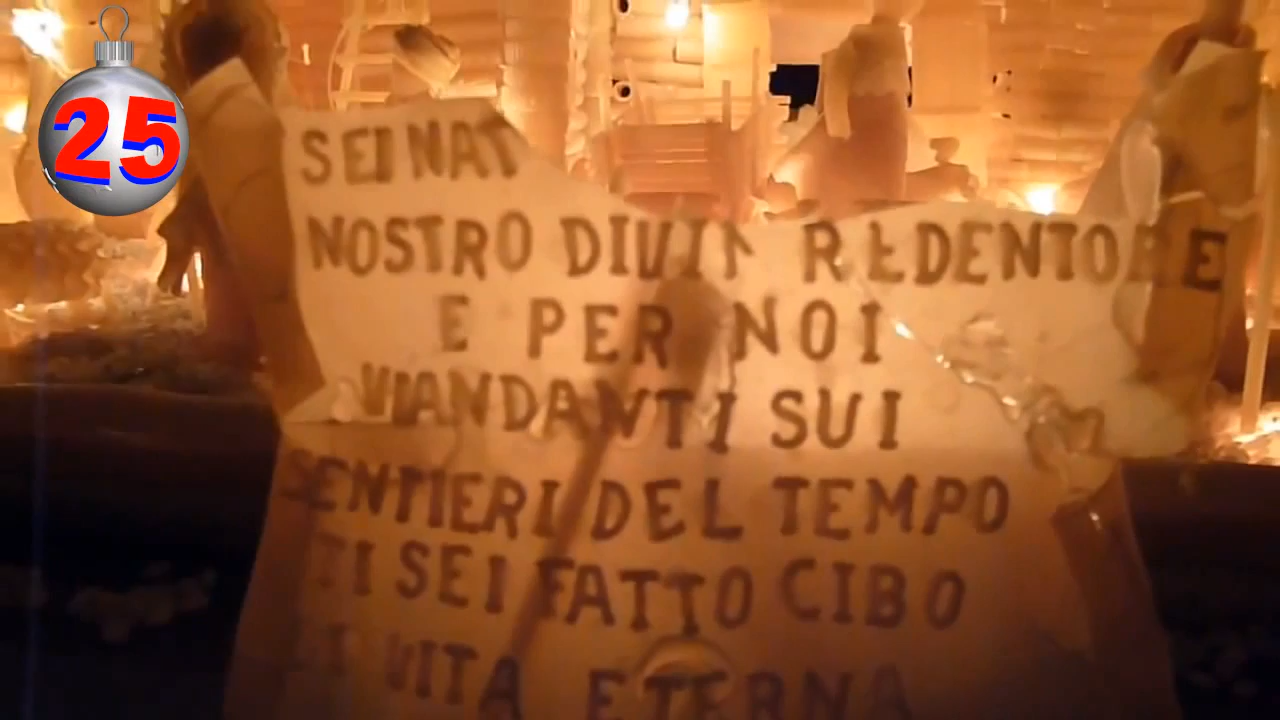 25
SEI NAT
NOSTRO DIVIN REDENTORE
E PER NOI
VIANDANTI SUI
SENTIERI DEL TEMPO
TI SEI FATTO CIBO
DI VITA ETERNA